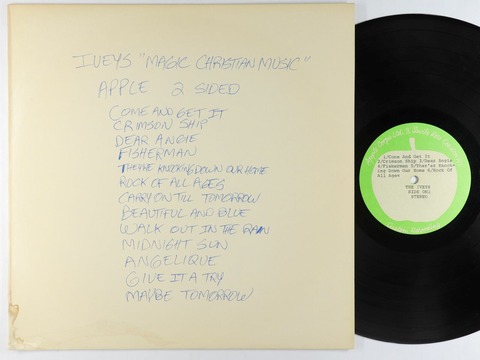 IVEYS "MAGIC CHRISTIAN MUSIC"
APPLE 2 SIDED
COME AND GET IT
CRIMSON SHIP
DEAR ANGIE
FISHERMAN
THEY'RE KNOCKING DOWN OUR HOME
ROCK OF ALL AGES
CARRY ON TILL TOMORROW
BEAUTIFUL AND BLUE
WALK OUT IN THE RAIN
MIDNIGHT SUN
ANGELIQUE
GIVE IT A TRY
MAYBE TOMORROW
1/Come And Get It
2/Crimson Ship 3/Dear Angie
4/Fisherman 5/They're Knock
ing Down Our Home 6/Rock Of
All Ages
THE IVEYS
SIDE ONE
STEREO